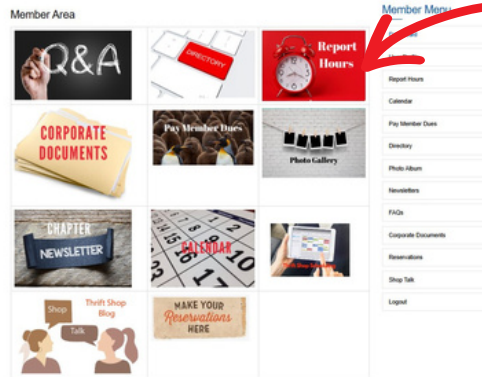 Member Area
Q&A
DIRECTORY
Report
Hours
CORPORATE
DOCUMENTS
Pay Member Dues
Photo Gallery
CHAPTER
NEWSLETTER
CALENDAR
Shop
Talk
Thrift Shop
Blog
MAKE YOUR
Reservations
HERE
Member Menu
Report Hours
Calendar
Pay Member Dues
Directory
Photo Album
Newsletters
FAQs
Corporate Documents
Reservations
Shop Talk
Logout